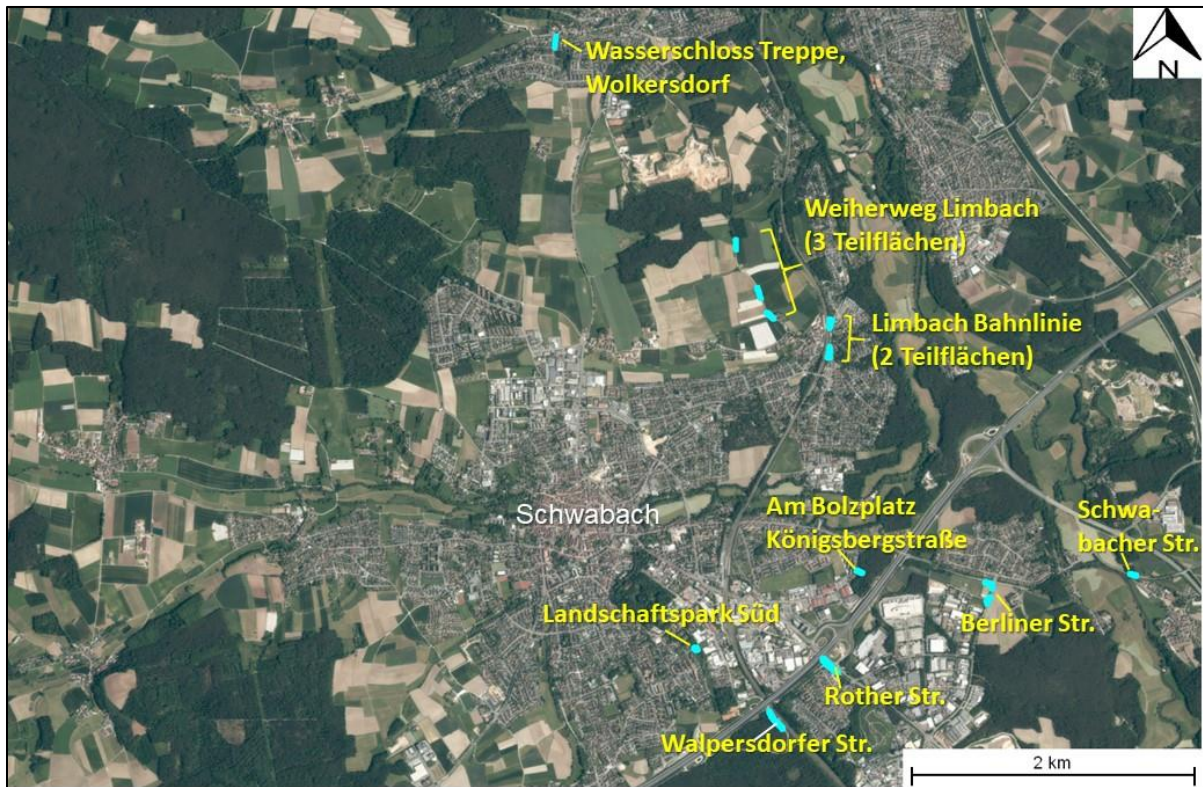 Wasserschloss Treppe,
Wolkersdorf
N
Weiherweg Limbach
(3 Teilflächen)
Limbach Bahnlinie
(2 Teilflächen)
Schwabach
Am Bolzplatz
Königsbergstraße
Schwa-
bacher Str.
Landschaftspark Süd
Berliner Str.
Rother Str.
Walpersdorfer Str.
2 km